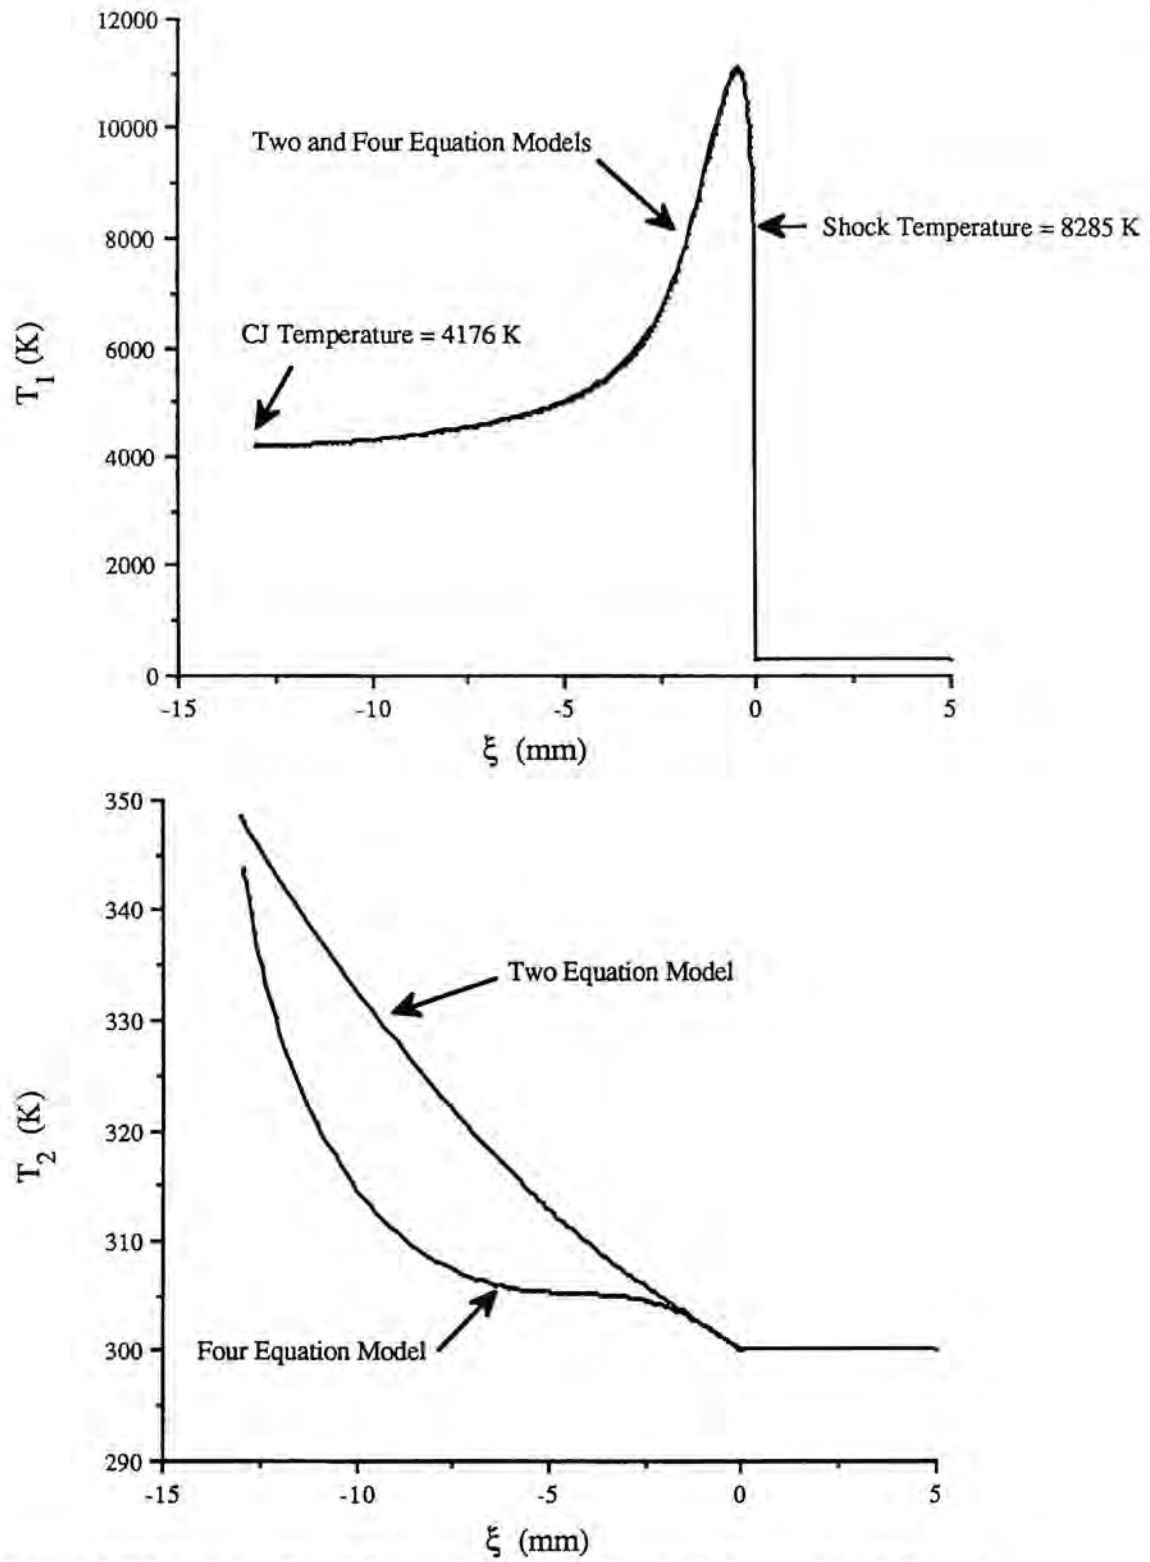 12000
10000
Two and Four Equation Models
8000
Shock Temperature = 8285 K
T1 (K)
CJ Temperature = 4176 K
6000
4000
2000
0
-15
-10
-5
0
5
ξ (mm)
350
340
Two Equation Model
330
T2 (K)
320
310
Four Equation Model
300
290
-15
-10
-5
0
5
ξ (mm)